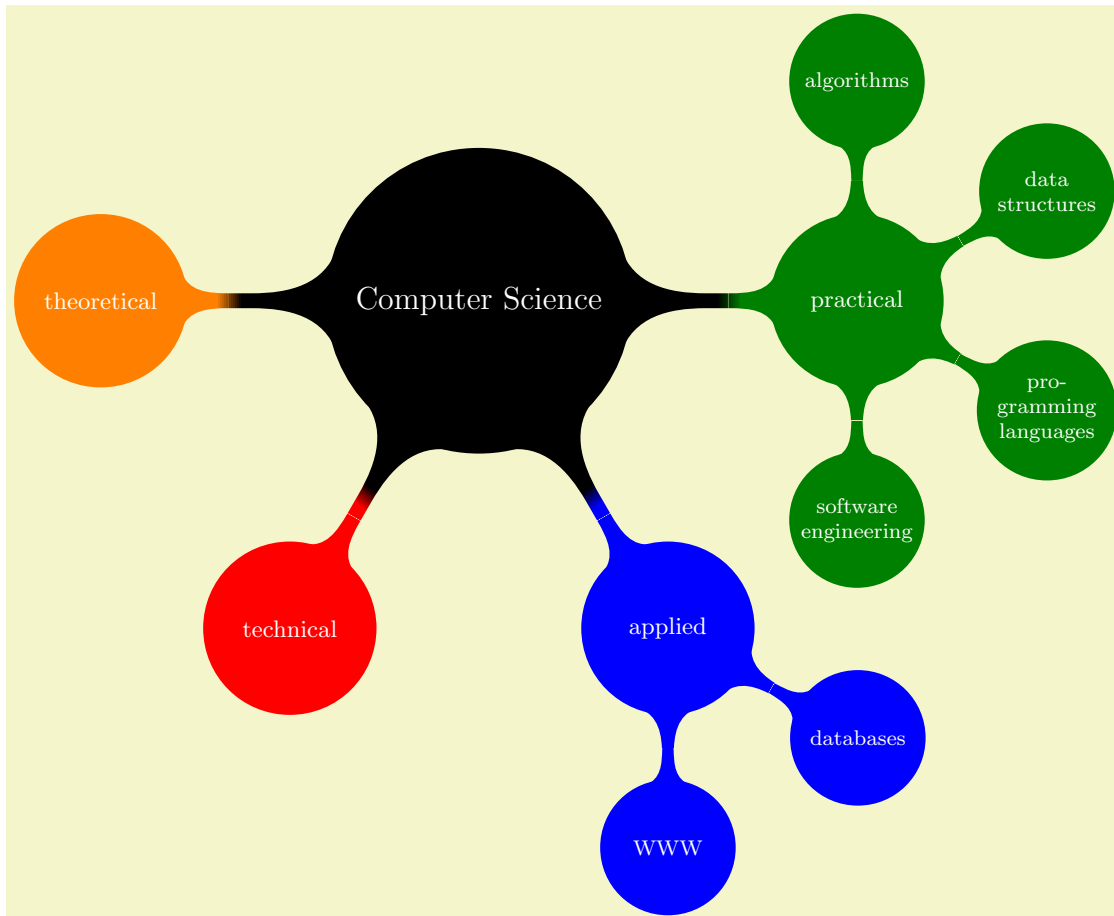 algorithms
data
structures
theoretical
Computer Science
practical
pro-
gramming
languages
software
engineering
technical
applied
databases
WWW